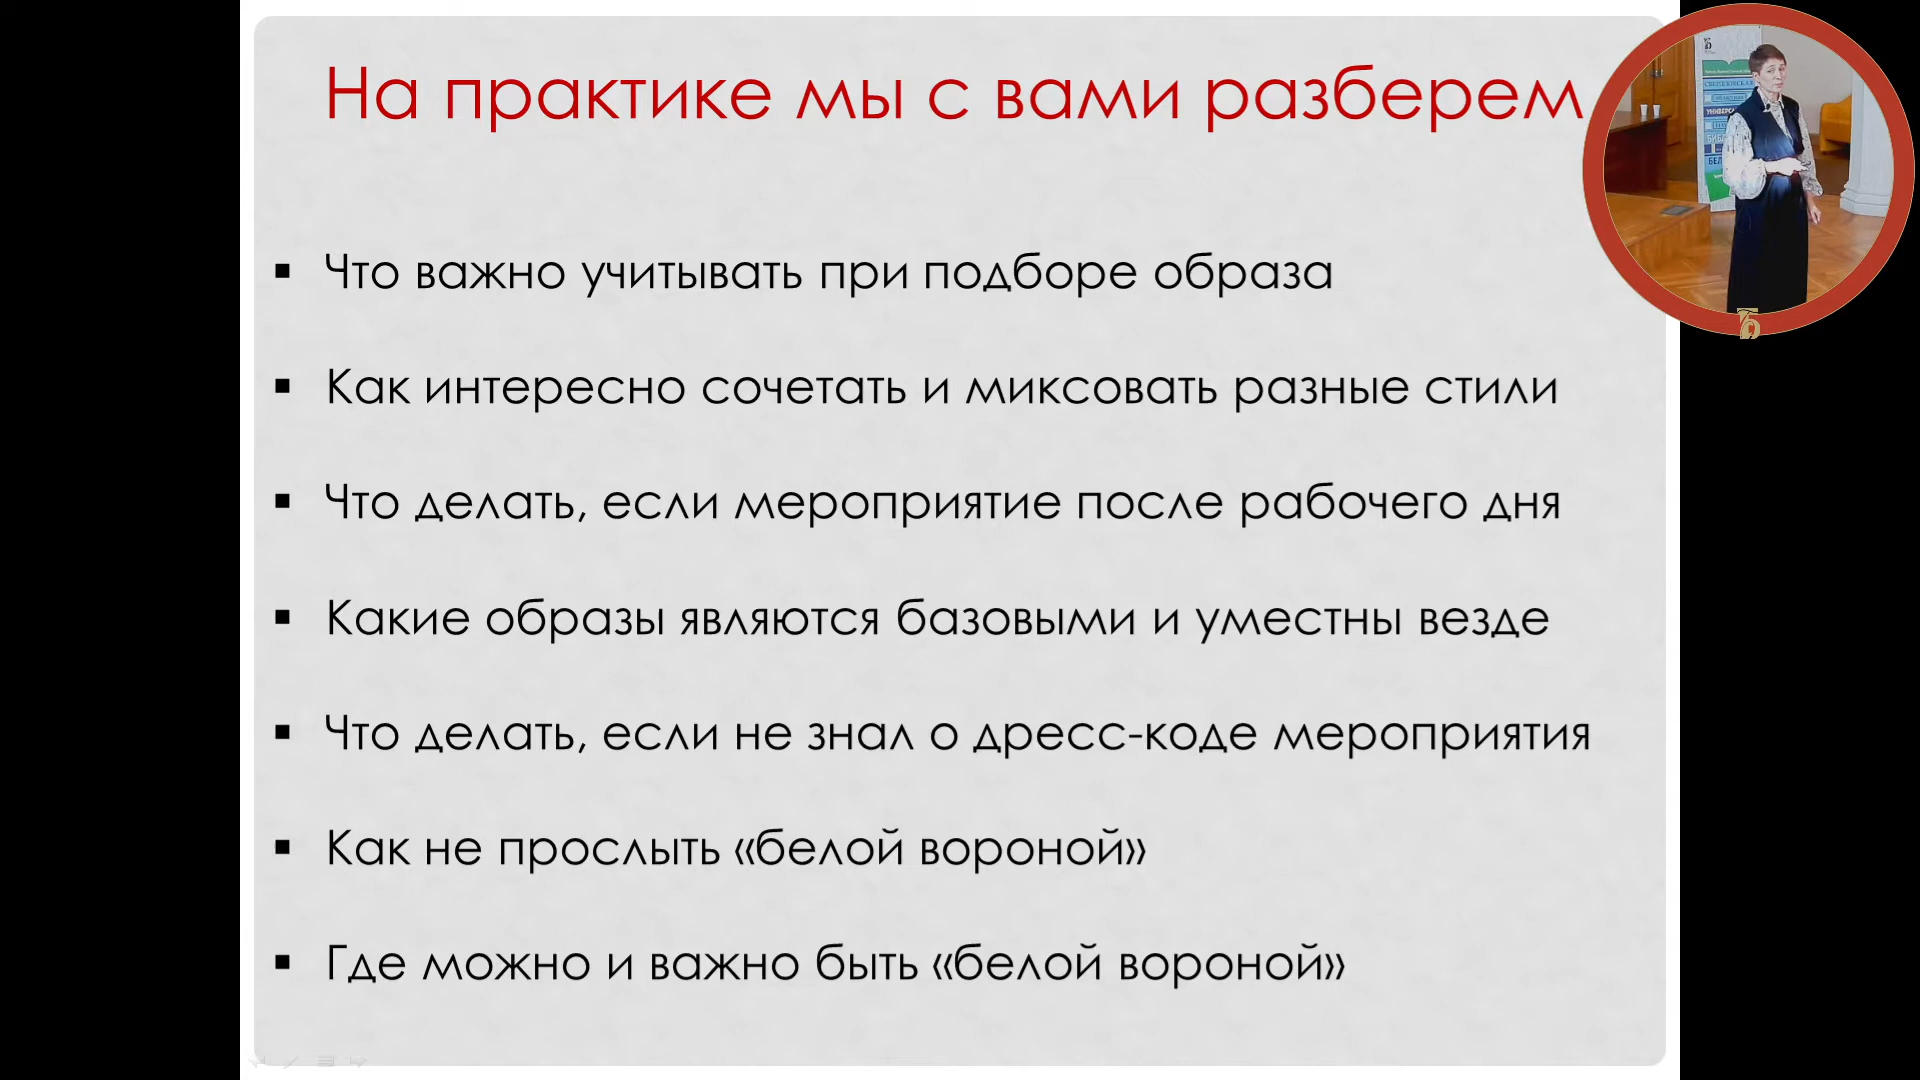 На практике мы с вами разберем
▪ Что важно учитывать при подборе образа
▪ Как интересно сочетать и миксовать разные стили
▪ Что делать, если мероприятие после рабочего дня
▪ Какие образы являются базовыми и уместны везде
▪ Что делать, если не знал о дресс-коде мероприятия
▪ Как не прослыть «белой вороной»
▪ Где можно и важно быть «белой вороной»